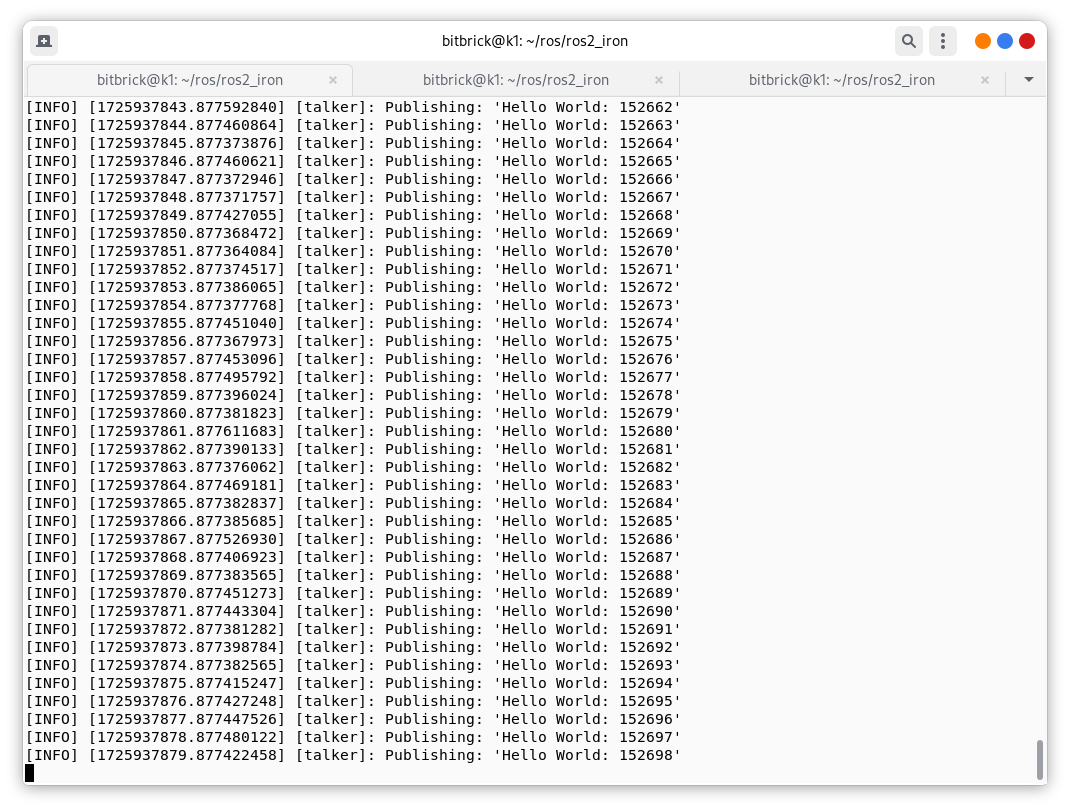 bitbrick@k1: ~/ros/ros2_iron
bitbrick@k1: ~/ros/ros2_iron bitbrick@k1: ~/ros/ros2_iron bitbrick@k1: ~/ros/ros2_iron
[INFO] [1725937843.877592840] [talker]: Publishing: 'Hello World: 152662'
[INFO] [1725937844.877460864] [talker]: Publishing: 'Hello World: 152663'
[INFO] [1725937845.877373876] [talker]: Publishing: 'Hello World: 152664'
[INFO] [1725937846.877460621] [talker]: Publishing: 'Hello World: 152665'
[INFO] [1725937847.877372946] [talker]: Publishing: 'Hello World: 152666'
[INFO] [1725937848.877371757] [talker]: Publishing: 'Hello World: 152667'
[INFO] [1725937849.877427055] [talker]: Publishing: 'Hello World: 152668'
[INFO] [1725937850.877368472] [talker]: Publishing: 'Hello World: 152669'
[INFO] [1725937851.877364084] [talker]: Publishing: 'Hello World: 152670'
[INFO] [1725937852.877374517] [talker]: Publishing: 'Hello World: 152671'
[INFO] [1725937853.877386065] [talker]: Publishing: 'Hello World: 152672'
[INFO] [1725937854.877377768] [talker]: Publishing: 'Hello World: 152673'
[INFO] [1725937855.877451040] [talker]: Publishing: 'Hello World: 152674'
[INFO] [1725937856.877367973] [talker]: Publishing: 'Hello World: 152675'
[INFO] [1725937857.877453096] [talker]: Publishing: 'Hello World: 152676'
[INFO] [1725937858.877495792] [talker]: Publishing: 'Hello World: 152677'
[INFO] [1725937859.877396024] [talker]: Publishing: 'Hello World: 152678'
[INFO] [1725937860.877381823] [talker]: Publishing: 'Hello World: 152679'
[INFO] [1725937861.877611683] [talker]: Publishing: 'Hello World: 152680'
[INFO] [1725937862.877390133] [talker]: Publishing: 'Hello World: 152681'
[INFO] [1725937863.877376062] [talker]: Publishing: 'Hello World: 152682'
[INFO] [1725937864.877469181] [talker]: Publishing: 'Hello World: 152683'
[INFO] [1725937865.877382837] [talker]: Publishing: 'Hello World: 152684'
[INFO] [1725937866.877385685] [talker]: Publishing: 'Hello World: 152685'
[INFO] [1725937867.877526930] [talker]: Publishing: 'Hello World: 152686'
[INFO] [1725937868.877406923] [talker]: Publishing: 'Hello World: 152687'
[INFO] [1725937869.877383565] [talker]: Publishing: 'Hello World: 152688'
[INFO] [1725937870.877451273] [talker]: Publishing: 'Hello World: 152689'
[INFO] [1725937871.877443304] [talker]: Publishing: 'Hello World: 152690'
[INFO] [1725937872.877381282] [talker]: Publishing: 'Hello World: 152691'
[INFO] [1725937873.877398784] [talker]: Publishing: 'Hello World: 152692'
[INFO] [1725937874.877382565] [talker]: Publishing: 'Hello World: 152693'
[INFO] [1725937875.877415247] [talker]: Publishing: 'Hello World: 152694'
[INFO] [1725937876.877427248] [talker]: Publishing: 'Hello World: 152695'
[INFO] [1725937877.877447526] [talker]: Publishing: 'Hello World: 152696'
[INFO] [1725937878.877480122] [talker]: Publishing: 'Hello World: 152697'
[INFO] [1725937879.877422458] [talker]: Publishing: 'Hello World: 152698'